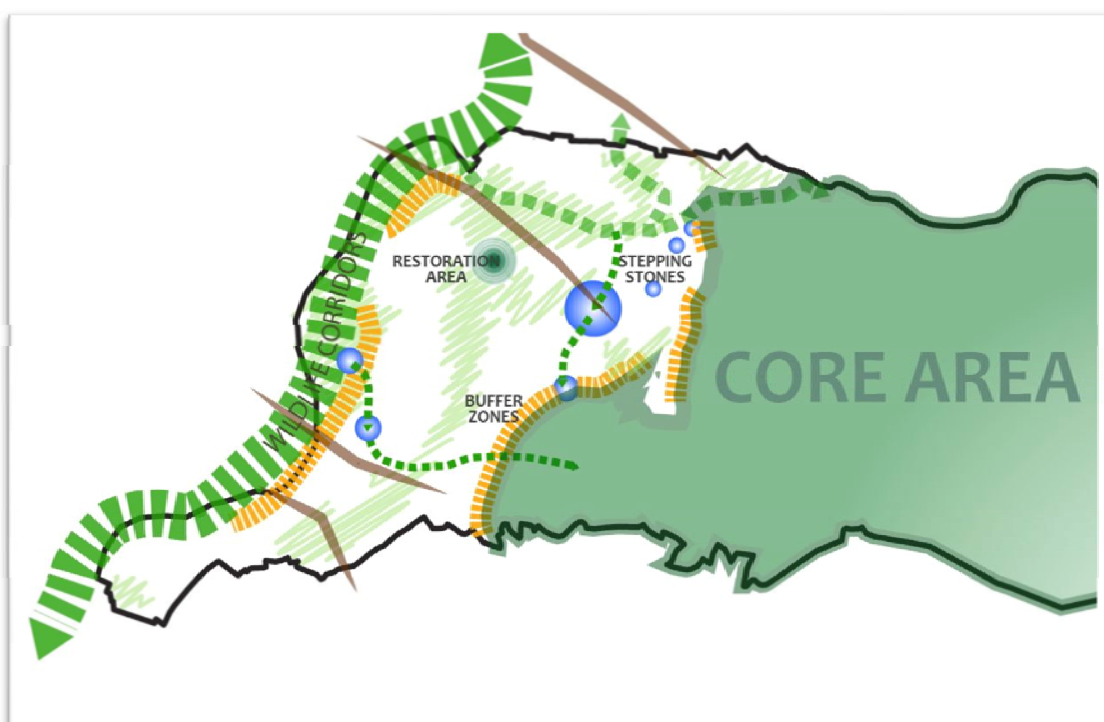 RESTORATION
AREA
STEPPING
STONES
WILDLIFE CORRIDORS
CORE AREA
BUFFER
ZONES